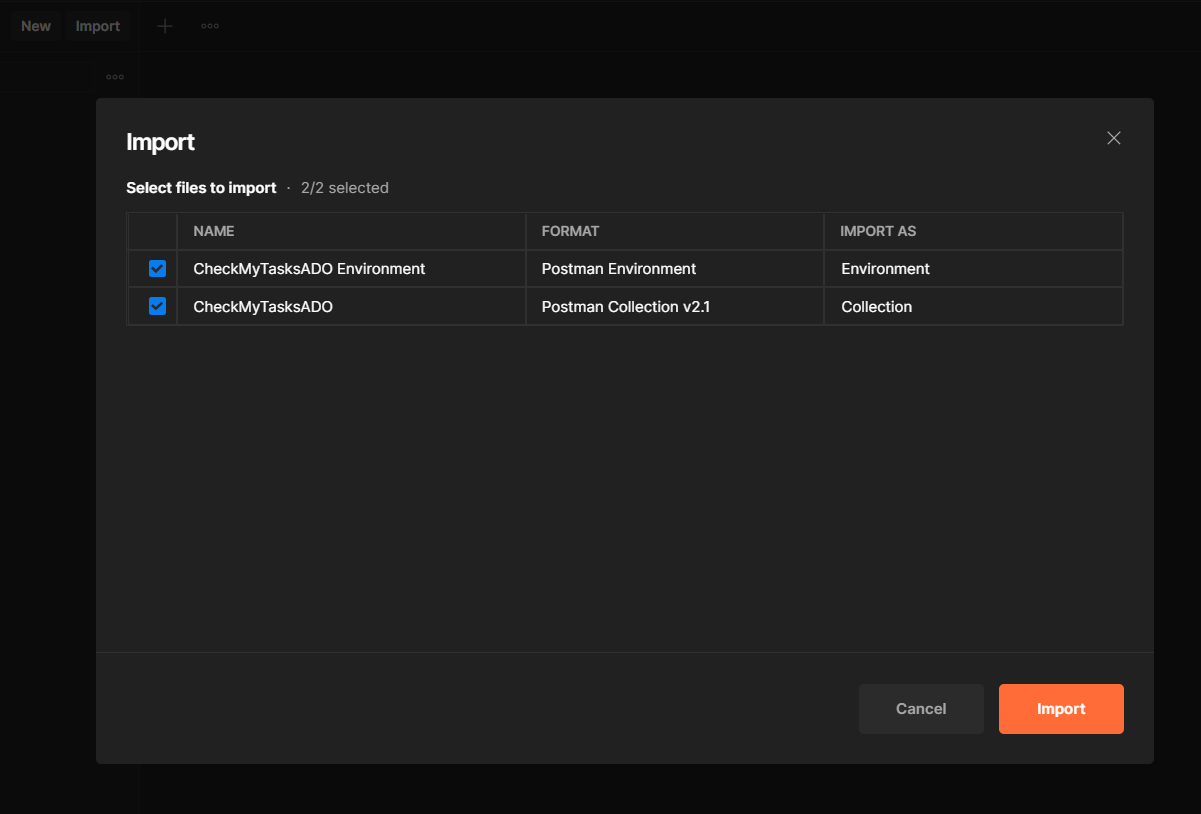 New Import
Import
Select files to import · 2/2 selected
NAME FORMAT IMPORT AS
CheckMyTasksADO Environment Postman Environment Environment
CheckMyTasksADO Postman Collection v2.1 Collection
Cancel Import